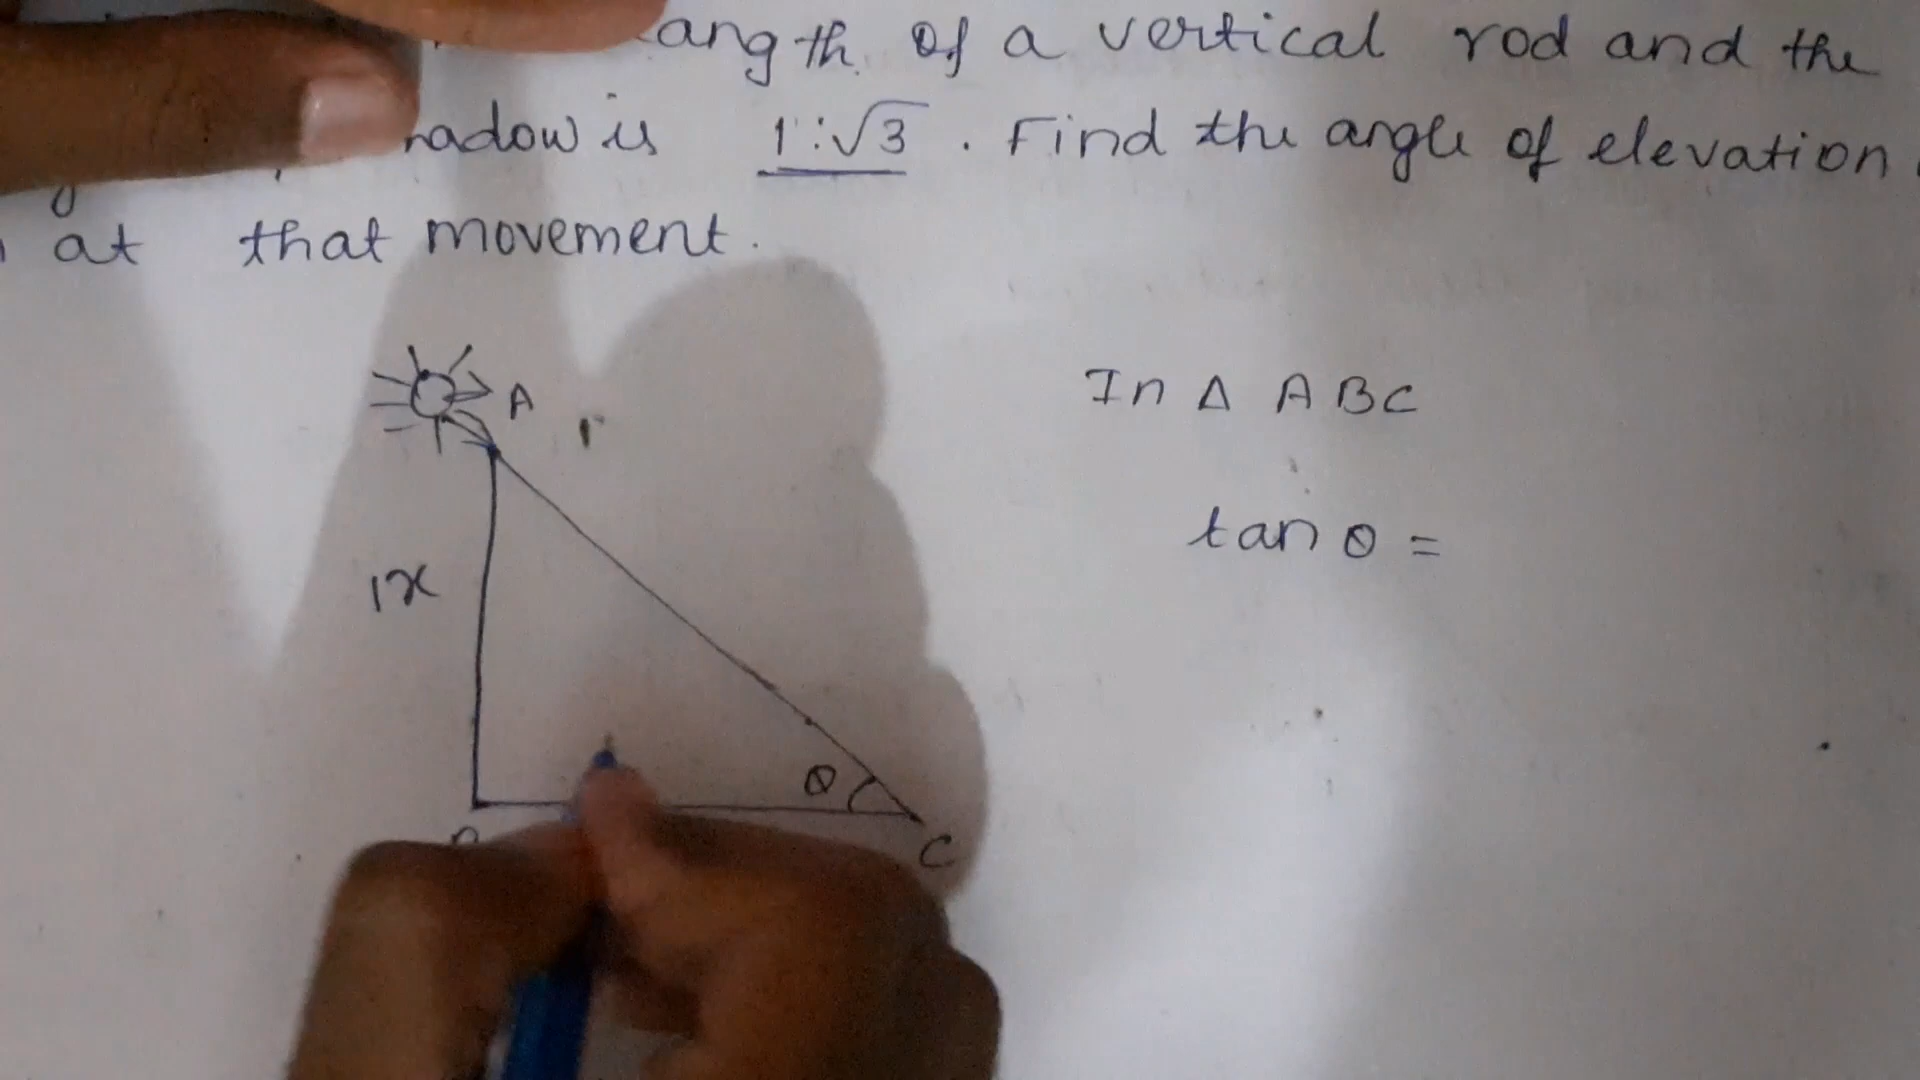 angth of a vertical rod and the
hadow is 1:√3. Find the angle of elevation
at that movement.
A
In Δ ABC
tan θ =
1x
θ
C